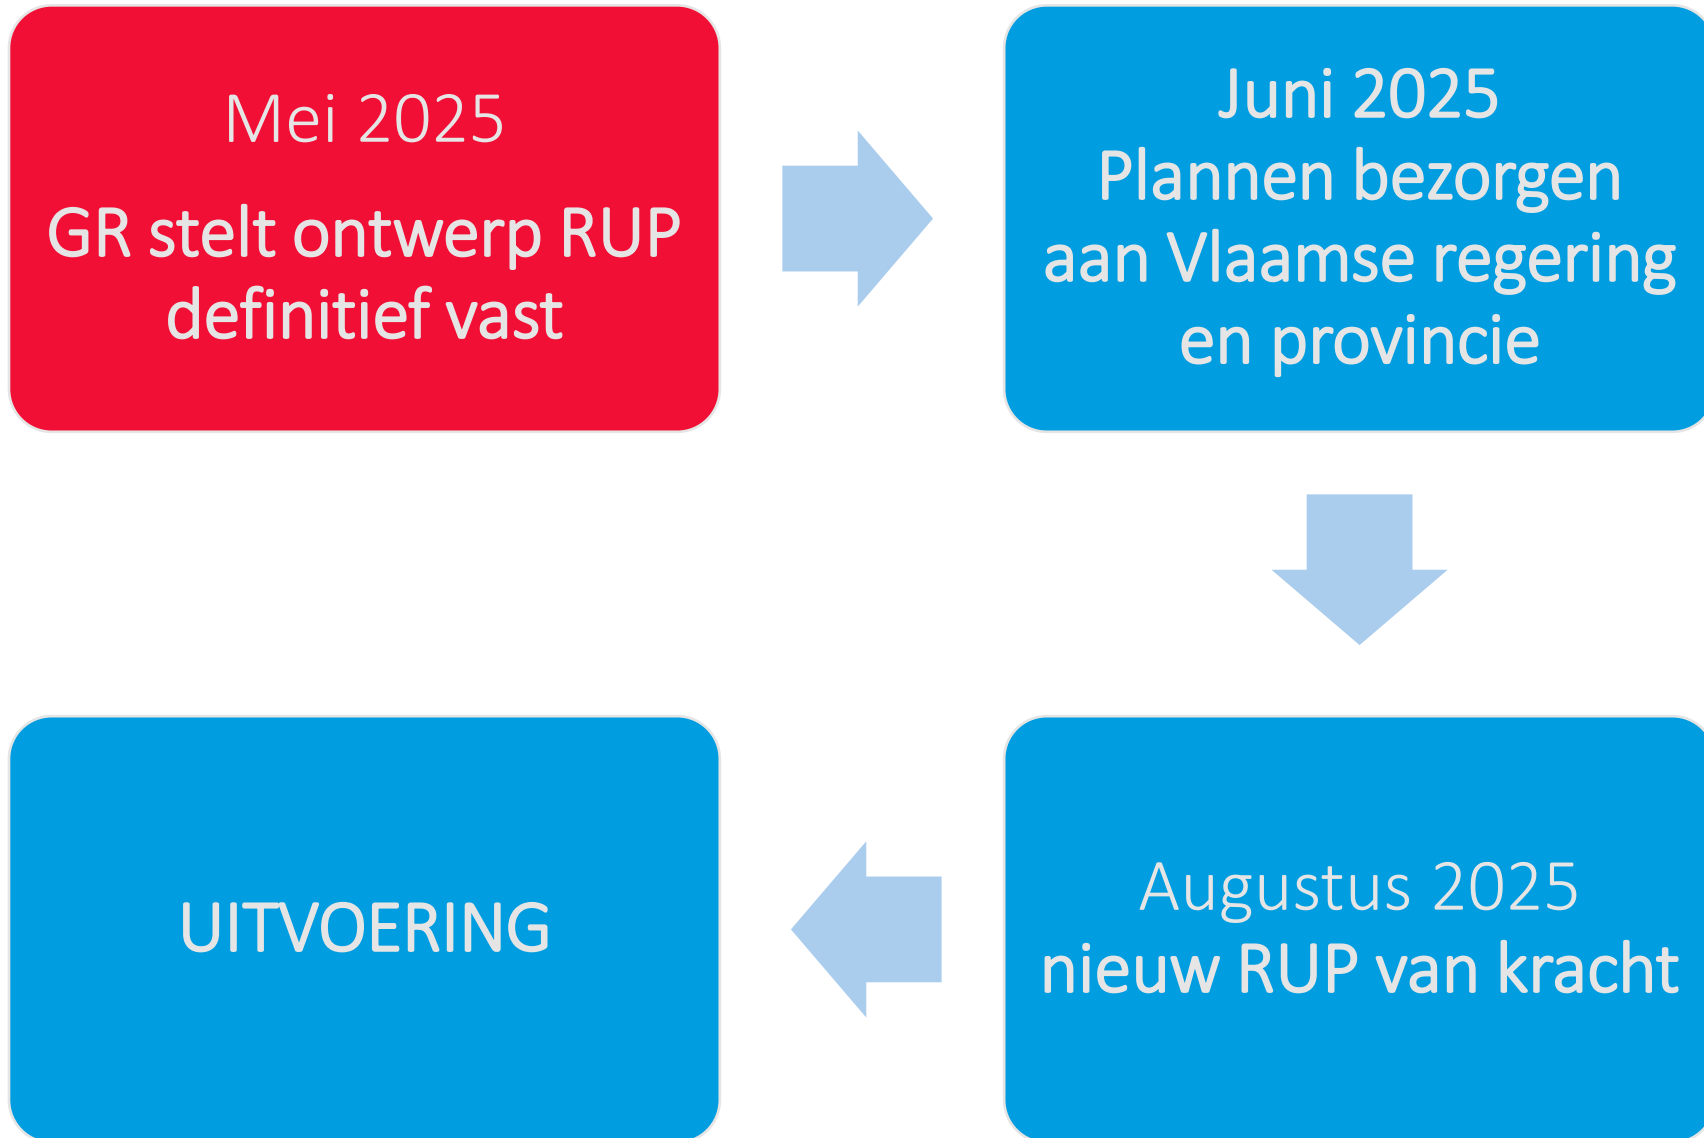 Mei 2025
GR stelt ontwerp RUP
definitief vast
Juni 2025
Plannen bezorgen
aan Vlaamse regering
en provincie
Augustus 2025
nieuw RUP van kracht
UITVOERING